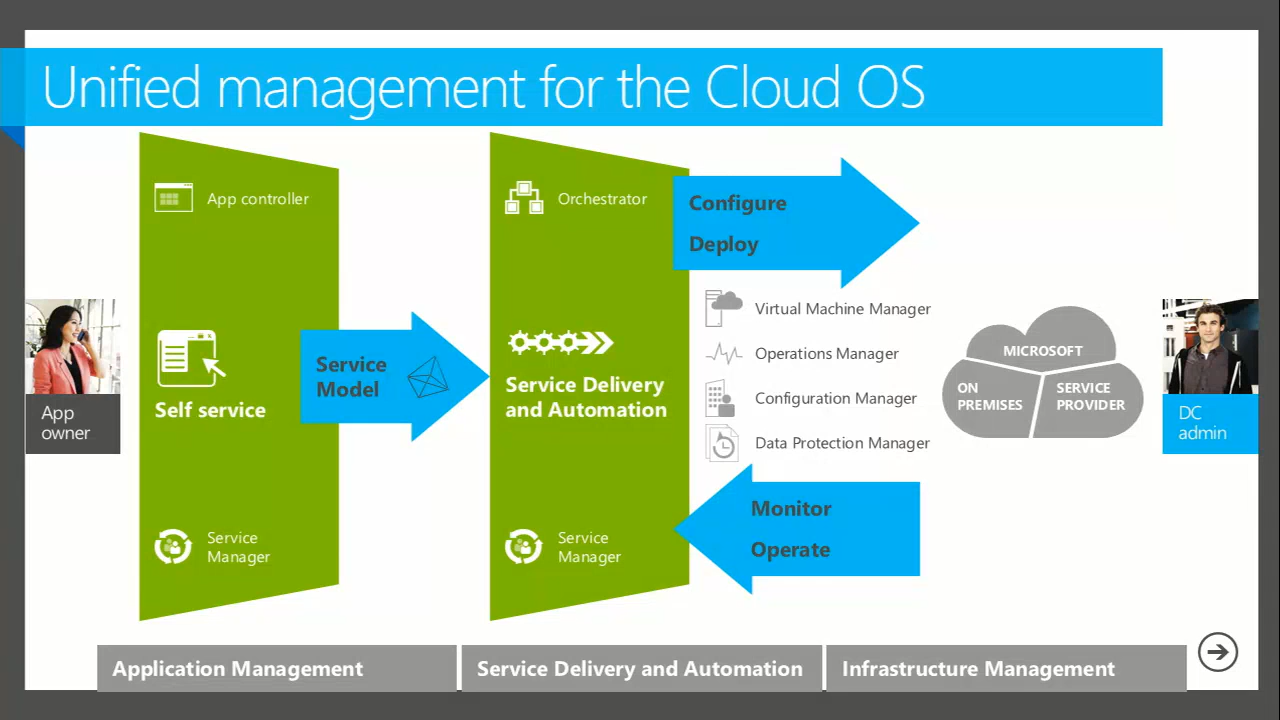 Unified management for the Cloud OS
App controller
Self service
Service
Manager
App
owner
Service
Model
Orchestrator
Service Delivery
and Automation
Service
Manager
Configure
Deploy
Virtual Machine Manager
Operations Manager
Configuration Manager
Data Protection Manager
Monitor
Operate
MICROSOFT
ON
PREMISES
SERVICE
PROVIDER
DC
admin
Application Management
Service Delivery and Automation
Infrastructure Management